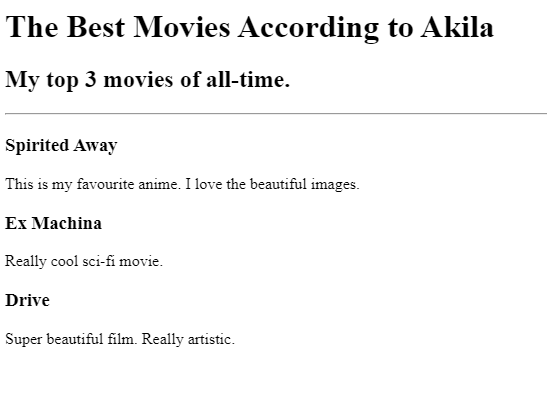 The Best Movies According to Akila
My top 3 movies of all-time.
Spirited Away
This is my favourite anime. I love the beautiful images.
Ex Machina
Really cool sci-fi movie.
Drive
Super beautiful film. Really artistic.